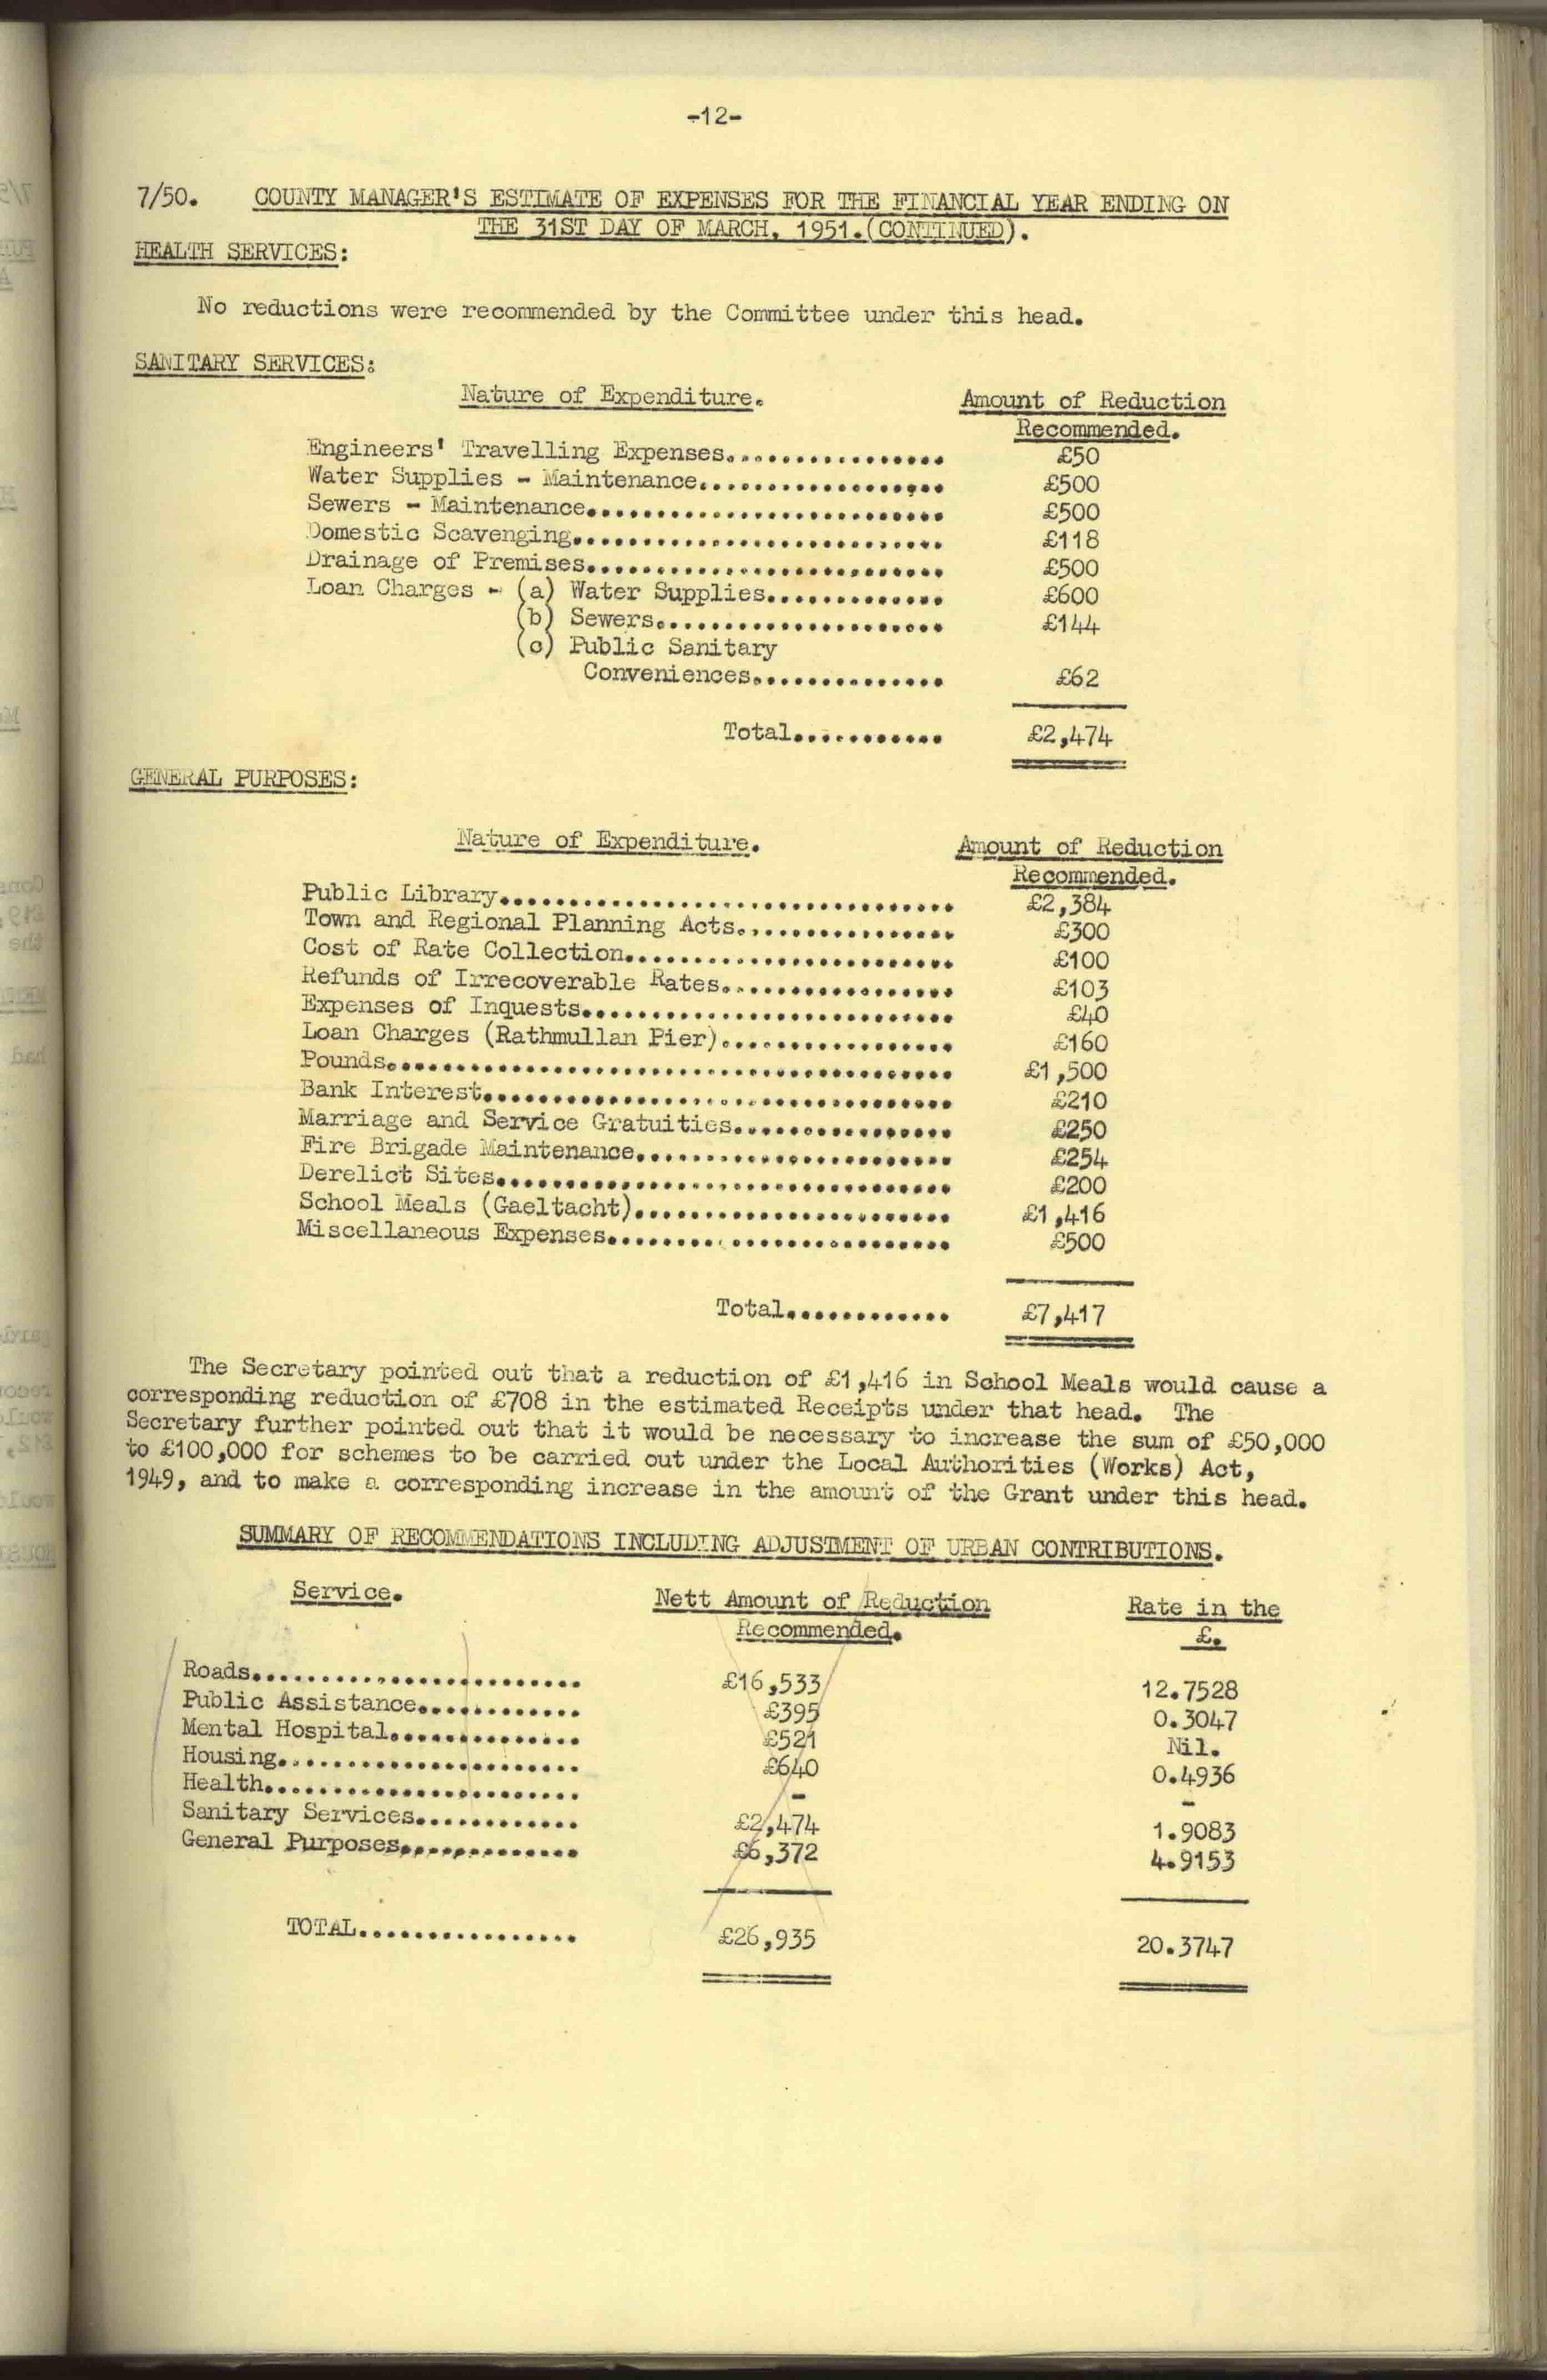 -12-
7/50. COUNTY MANAGER'S ESTIMATE OF EXPENSES FOR THE FINANCIAL YEAR ENDING ON
THE 31ST DAY OF MARCH, 1951.(CONTINUED).
HEALTH SERVICES:
No reductions were recommended by the Committee under this head.
SANITARY SERVICES:
Nature of Expenditure. Amount of Reduction
Recommended.
Engineers' Travelling Expenses................ £50
Water Supplies - Maintenance.................. £500
Sewers - Maintenance.......................... £500
Domestic Scavenging........................... £118
Drainage of Premises.......................... £500
Loan Charges - (a) Water Supplies............. £600
(b) Sewers..................... £144
(c) Public Sanitary
Conveniences.............. £62
Total........... £2,474
GENERAL PURPOSES:
Nature of Expenditure. Amount of Reduction
Recommended.
Public Library................................. £2,384
Town and Regional Planning Acts................ £300
Cost of Rate Collection........................ £100
Refunds of Irrecoverable Rates................. £103
Expenses of Inquests........................... £40
Loan Charges (Rathmullan Pier)................. £160
Pounds......................................... £1,500
Bank Interest.................................. £210
Marriage and Service Gratuities................ £250
Fire Brigade Maintenance....................... £254
Derelict Sites................................. £200
School Meals (Gaeltacht)....................... £1,416
Miscellaneous Expenses......................... £500
Total............ £7,417
The Secretary pointed out that a reduction of £1,416 in School Meals would cause a
corresponding reduction of £708 in the estimated Receipts under that head. The
Secretary further pointed out that it would be necessary to increase the sum of £50,000
to £100,000 for schemes to be carried out under the Local Authorities (Works) Act,
1949, and to make a corresponding increase in the amount of the Grant under this head.
SUMMARY OF RECOMMENDATIONS INCLUDING ADJUSTMENT OF URBAN CONTRIBUTIONS.
Service. Nett Amount of Reduction Rate in the
Recommended. £.
Roads........................ £16,533 12.7528
Public Assistance............ £395 0.3047
Mental Hospital.............. £521 Nil.
Housing...................... £640 0.4936
Health....................... - -
Sanitary Services............ £2,474 1.9083
General Purposes............. £6,372 4.9153
TOTAL................ £26,935 20.3747